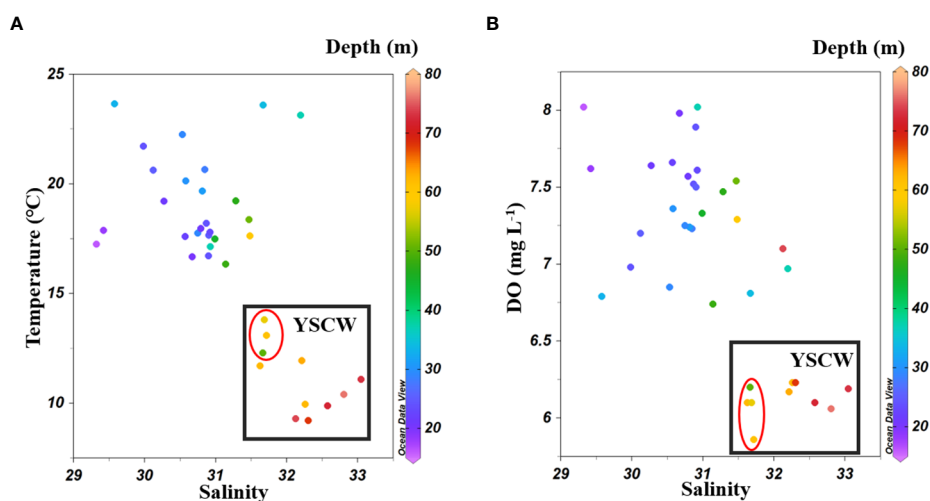 A
Depth (m)
25
20
15
10
Temperature (°C)
29
30
31
32
33
Salinity
YSCW
80
70
60
50
40
30
20
Ocean Data View
B
Depth (m)
8
7.5
7
6.5
6
DO (mg L⁻¹)
29
30
31
32
33
Salinity
YSCW
80
70
60
50
40
30
20
Ocean Data View